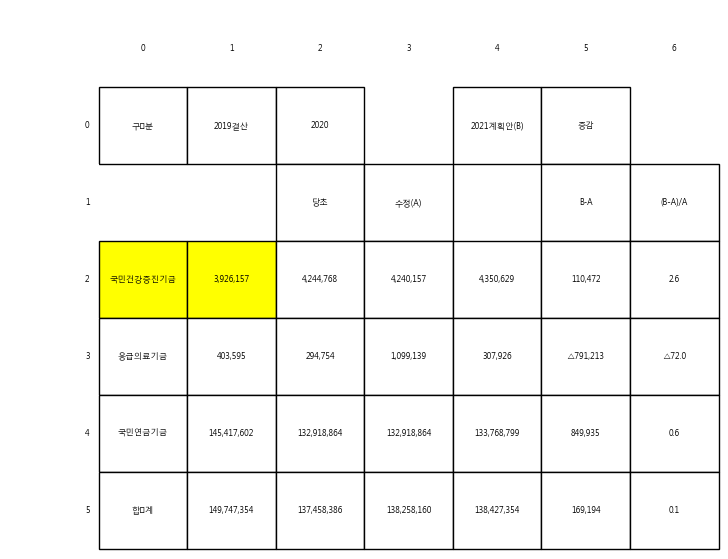 0 1 2 3 4 5 6
0 구□분 2019결산 2020 2021계획안(B) 증감
1 당초 수정(A) B-A (B-A)/A
2 국민건강증진기금 3,926,157 4,244,768 4,240,157 4,350,629 110,472 2.6
3 응급의료기금 403,595 294,754 1,099,139 307,926 △791,213 △72.0
4 국민연금기금 145,417,602 132,918,864 132,918,864 133,768,799 849,935 0.6
5 합□계 149,747,354 137,458,386 138,258,160 138,427,354 169,194 0.1